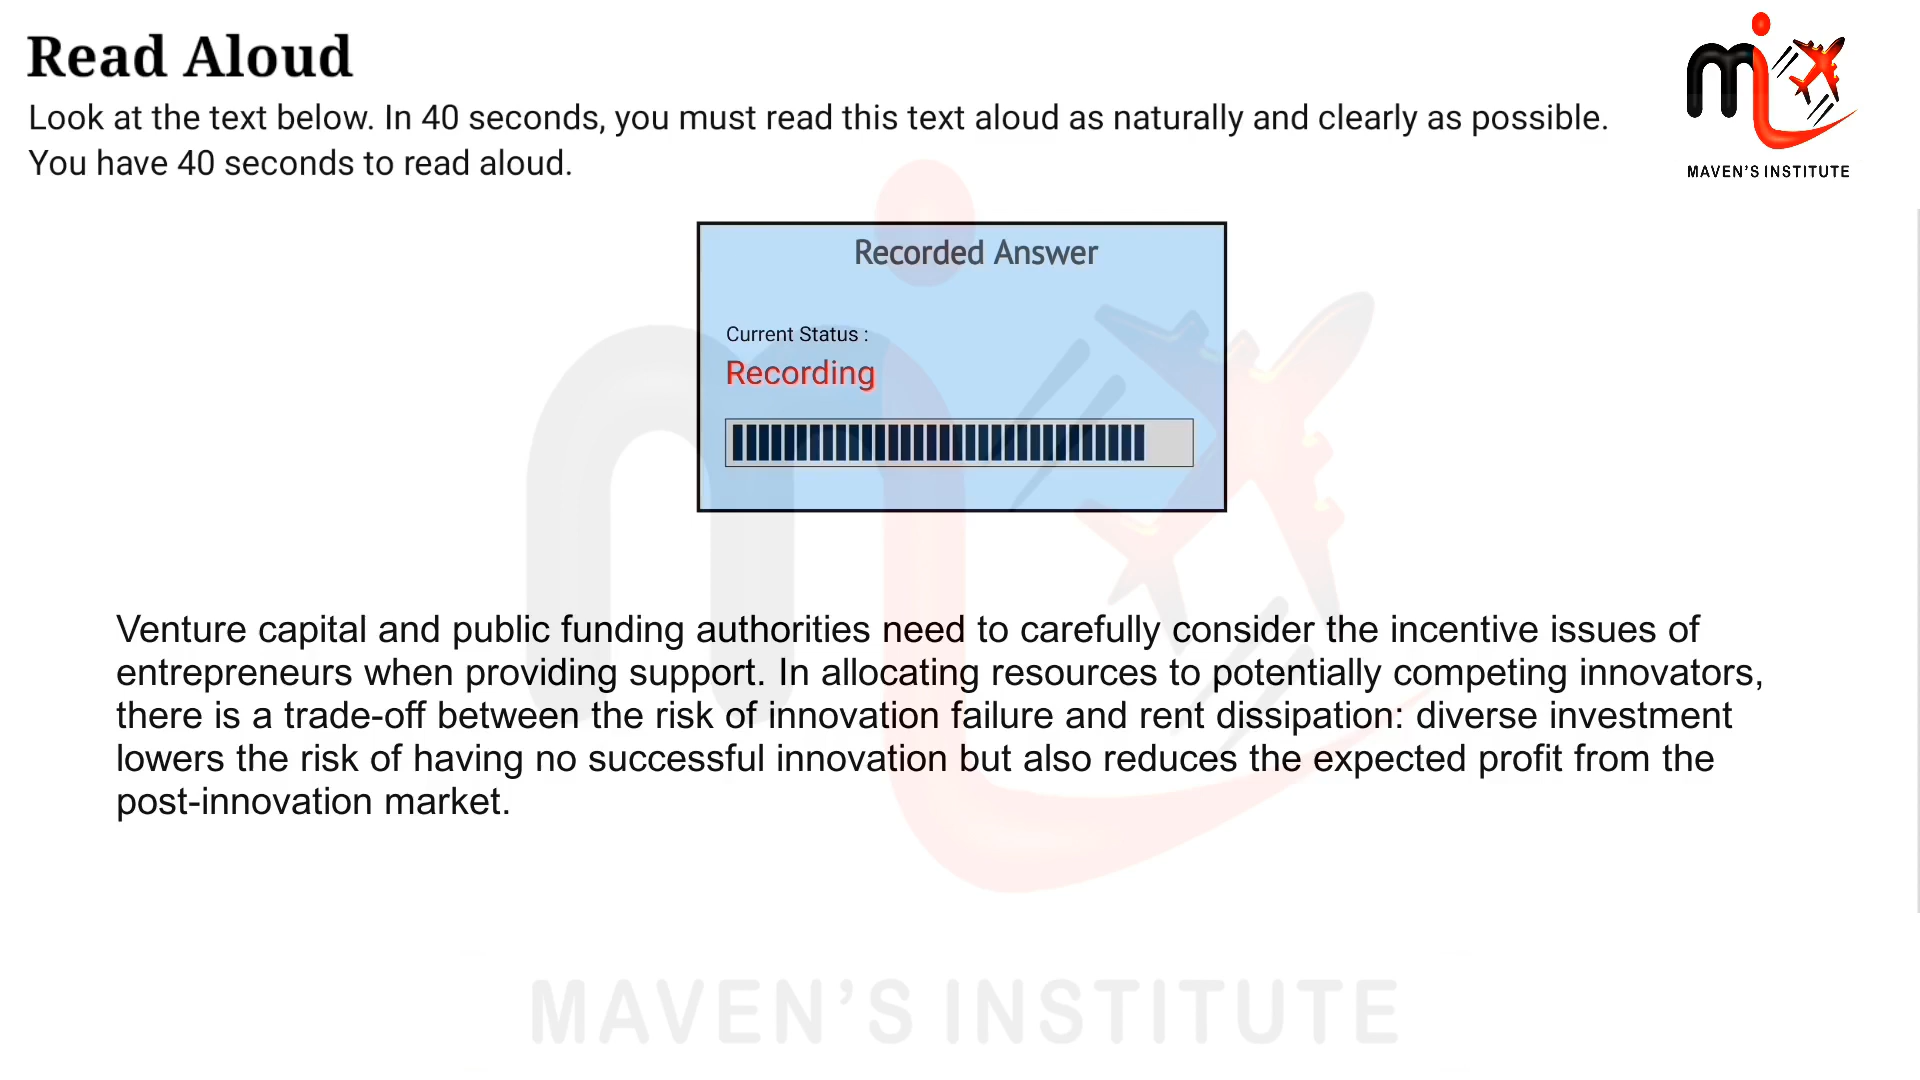 Read Aloud
Look at the text below. In 40 seconds, you must read this text aloud as naturally and clearly as possible.
You have 40 seconds to read aloud.
MAVEN'S INSTITUTE
Recorded Answer
Current Status :
Recording
Venture capital and public funding authorities need to carefully consider the incentive issues of
entrepreneurs when providing support. In allocating resources to potentially competing innovators,
there is a trade-off between the risk of innovation failure and rent dissipation: diverse investment
lowers the risk of having no successful innovation but also reduces the expected profit from the
post-innovation market.
MAVEN'S INSTITUTE